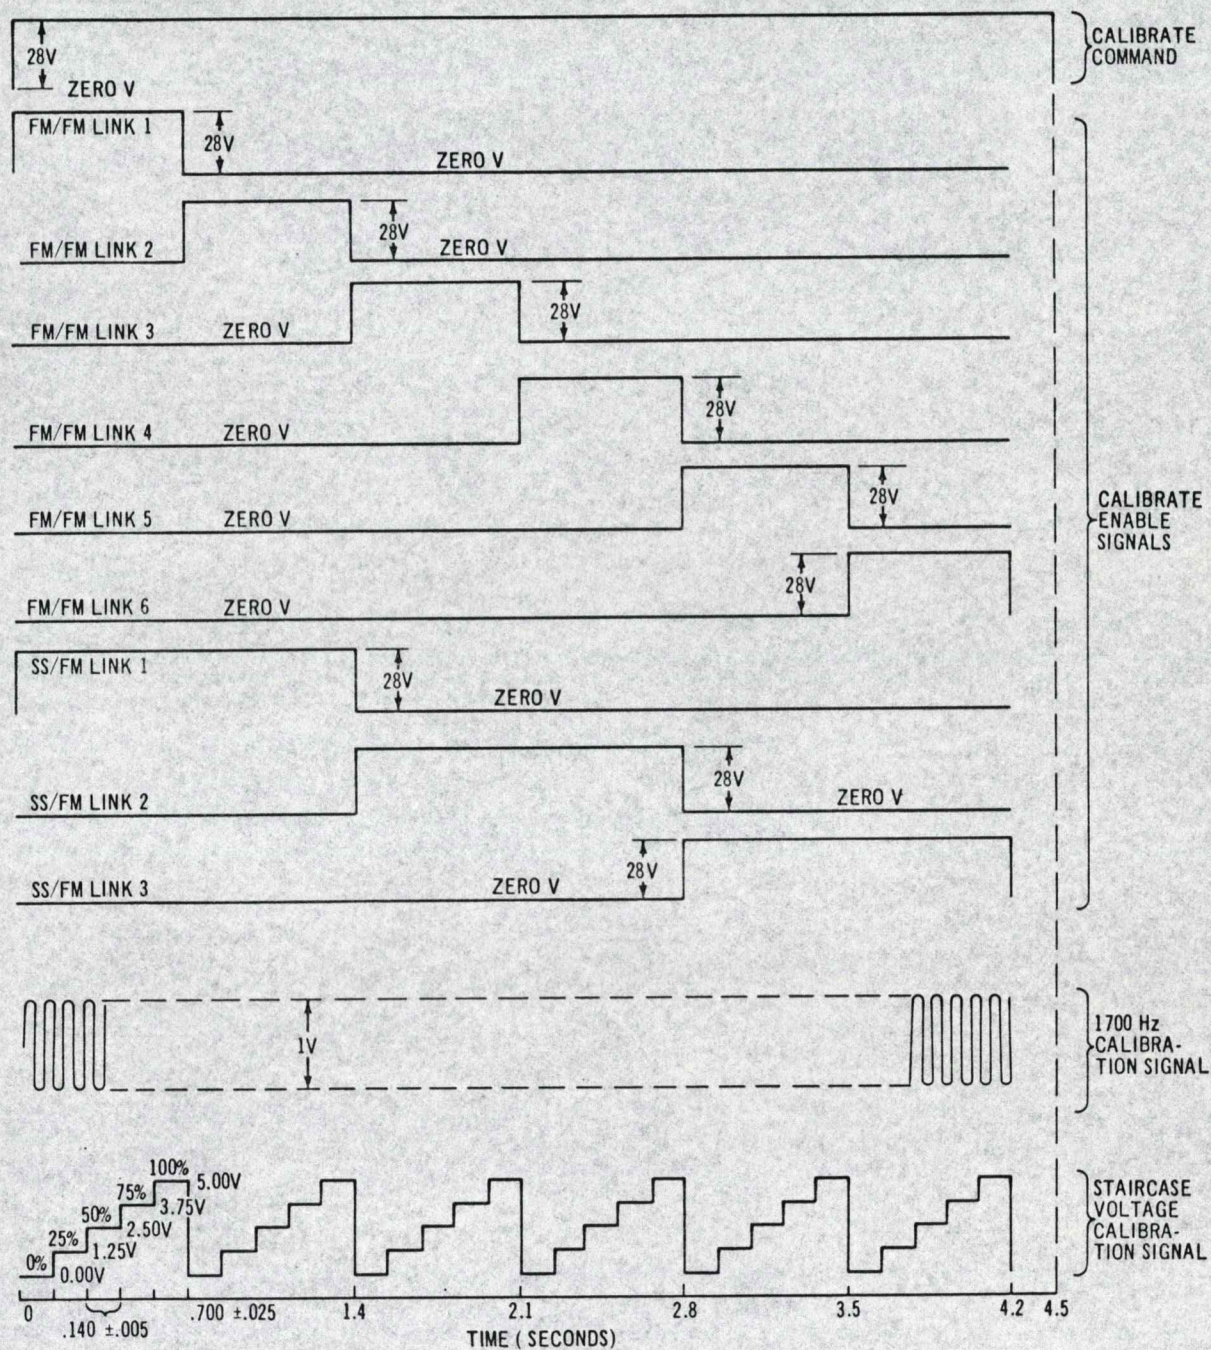 CALIBRATE
COMMAND
28V
ZERO V
FM/FM LINK 1
28V
ZERO V
FM/FM LINK 2
28V
ZERO V
FM/FM LINK 3
ZERO V
28V
FM/FM LINK 4
ZERO V
28V
FM/FM LINK 5
ZERO V
28V
CALIBRATE
ENABLE
SIGNALS
FM/FM LINK 6
ZERO V
28V
SS/FM LINK 1
28V
ZERO V
SS/FM LINK 2
28V
ZERO V
SS/FM LINK 3
ZERO V
28V
1V
1700 Hz
CALIBRA-
TION SIGNAL
100%
5.00V
75%
3.75V
50%
2.50V
25%
1.25V
0%
0.00V
STAIRCASE
VOLTAGE
CALIBRA-
TION SIGNAL
0
.140 ±.005
.700 ±.025
1.4
2.1
2.8
3.5
4.2
4.5
TIME ( SECONDS)